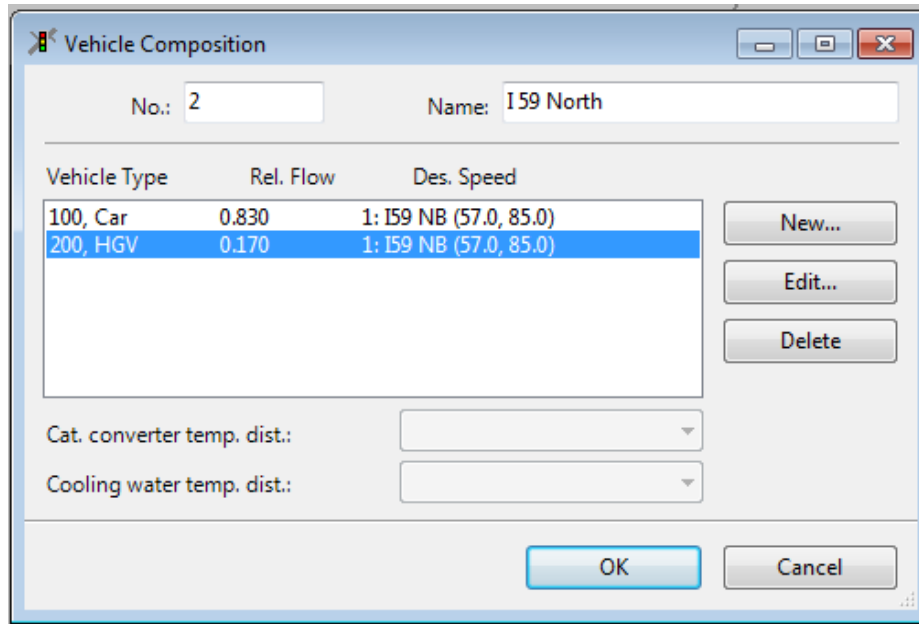 Vehicle Composition
No.: 2 Name: I 59 North
Vehicle Type Rel. Flow Des. Speed
100, Car 0.830 1: I59 NB (57.0, 85.0)
200, HGV 0.170 1: I59 NB (57.0, 85.0)
New...
Edit...
Delete
Cat. converter temp. dist.:
Cooling water temp. dist.:
OK Cancel